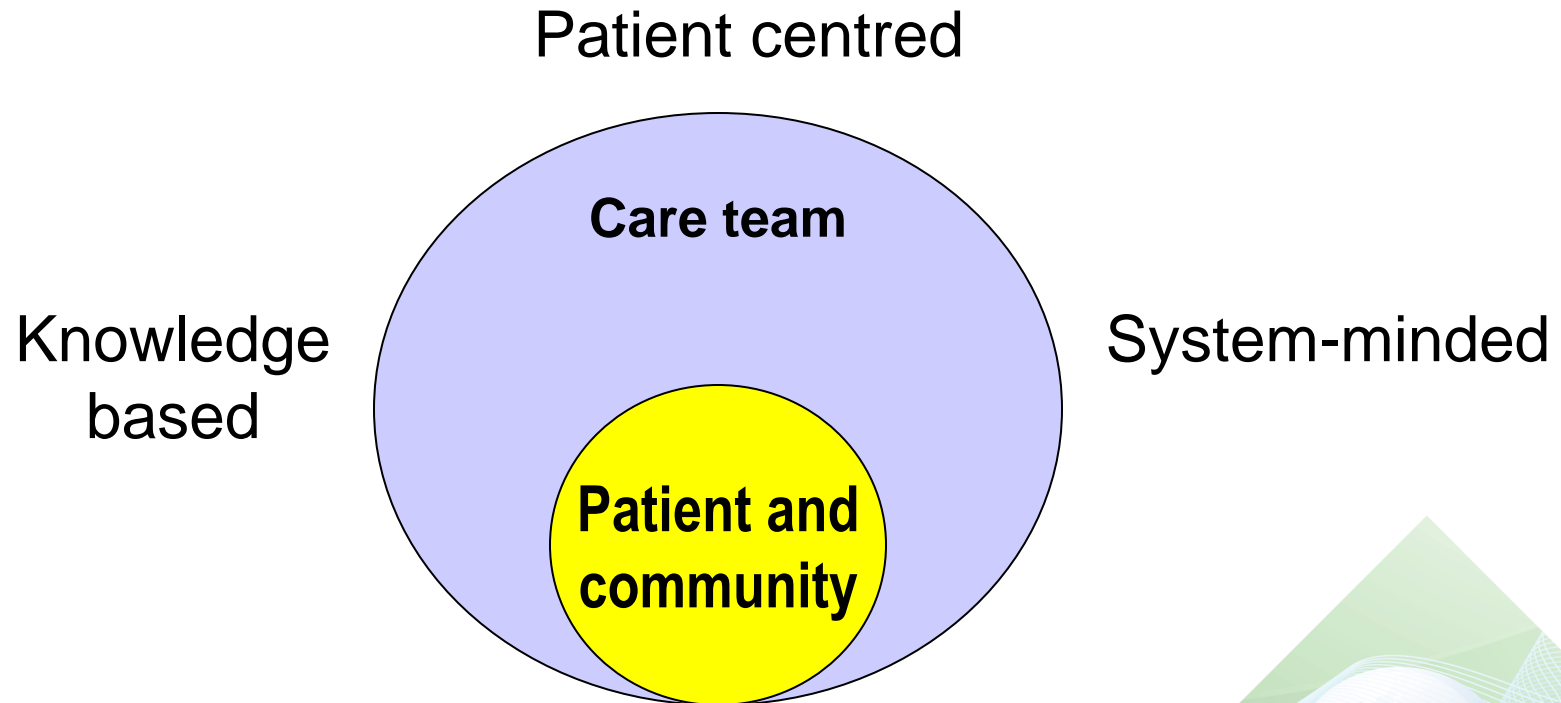 Patient centred
Care team
Knowledge
based
System-minded
Patient and
community